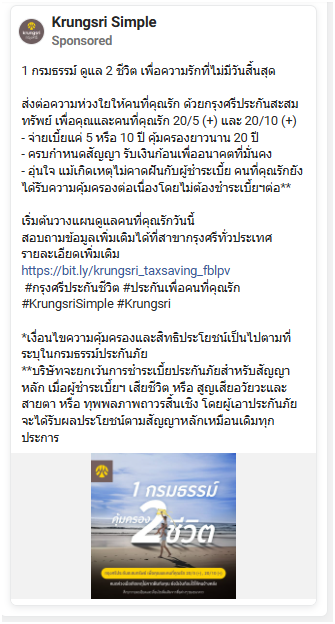 Krungsri Simple
Sponsored
1 กรมธรรม์ ดูแล 2 ชีวิต เพื่อความรักที่ไม่มีวันสิ้นสุด
ส่งต่อความห่วงใยให้คนที่คุณรัก ด้วยกรุงศรีประกันสะสม
ทรัพย์ เพื่อคุณและคนที่คุณรัก 20/5 (+) และ 20/10 (+)
- จ่ายเบี้ยแค่ 5 หรือ 10 ปี คุ้มครองยาวนาน 20 ปี
- ครบกำหนดสัญญา รับเงินก้อนเพื่ออนาคตที่มั่นคง
- อุ่นใจ แม้เกิดเหตุไม่คาดฝันกับผู้ชำระเบี้ย คนที่คุณรักยัง
ได้รับความคุ้มครองต่อเนื่องโดยไม่ต้องชำระเบี้ยฯต่อ**
เริ่มต้นวางแผนดูแลคนที่คุณรักวันนี้
สอบถามข้อมูลเพิ่มเติมได้ที่สาขากรุงศรีทั่วประเทศ
รายละเอียดเพิ่มเติม
https://bit.ly/krungsri_taxsaving_fblpv
#กรุงศรีประกันชีวิต #ประกันเพื่อคนที่คุณรัก
#KrungsriSimple #Krungsri
*เงื่อนไขความคุ้มครองและสิทธิประโยชน์เป็นไปตามที่
ระบุในกรมธรรม์ประกันภัย
**บริษัทจะยกเว้นการชำระเบี้ยประกันภัยสำหรับสัญญา
หลัก เมื่อผู้ชำระเบี้ยฯ เสียชีวิต หรือ สูญเสียอวัยวะและ
สายตา หรือ ทุพพลภาพถาวรสิ้นเชิง โดยผู้เอาประกันภัย
จะได้รับผลประโยชน์ตามสัญญาหลักเหมือนเดิมทุก
ประการ
1 กรมธรรม์
คุ้มครอง 2 ชีวิต